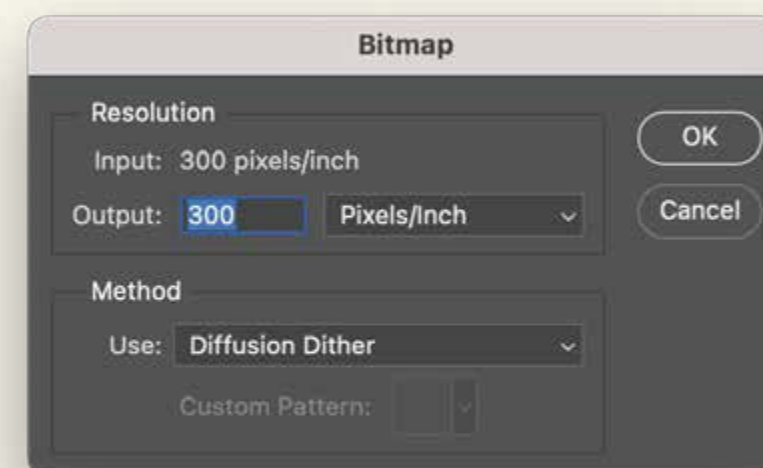 Bitmap
Resolution
Input: 300 pixels/inch
Output: 300 Pixels/Inch
OK
Cancel
Method
Use: Diffusion Dither
Custom Pattern: